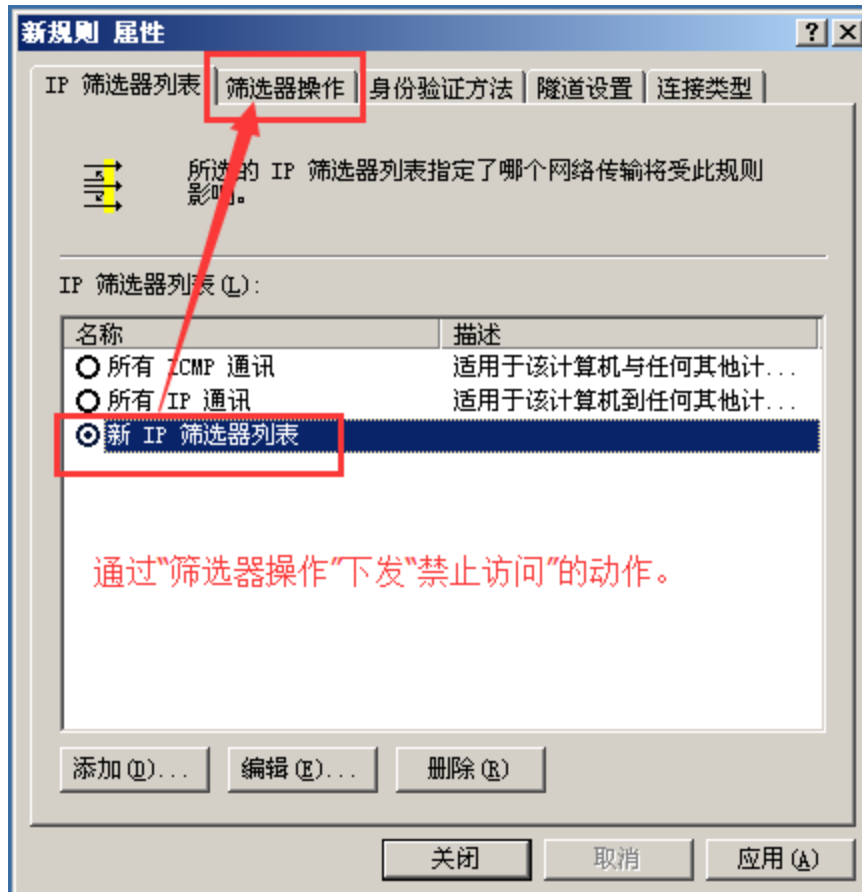 新规则 属性
IP 筛选器列表 筛选器操作 身份验证方法 隧道设置 连接类型
所选的 IP 筛选器列表指定了哪个网络传输将受此规则
影响。
IP 筛选器列表(L):
名称 描述
所有 ICMP 通讯 适用于该计算机与任何其他计...
所有 IP 通讯 适用于该计算机到任何其他计...
新 IP 筛选器列表
通过“筛选器操作”下发“禁止访问”的动作。
添加(D)... 编辑(E)... 删除(R)
关闭 取消 应用(A)